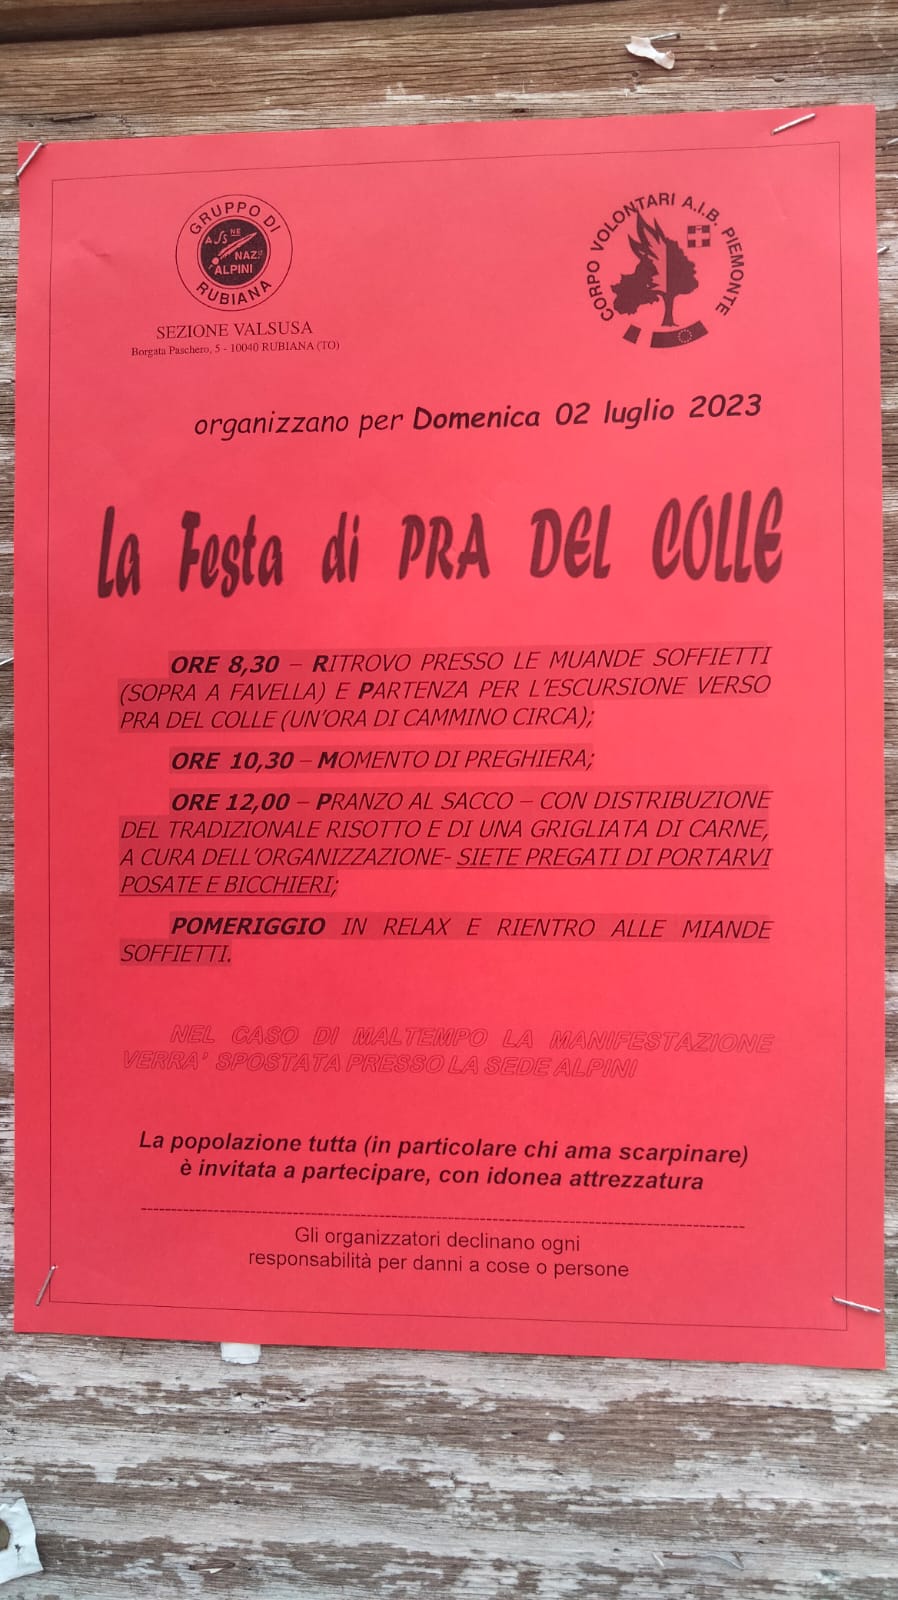 GRUPPO DI
ASS NE
NAZ.LE
ALPINI
RUBIANA
SEZIONE VALSUSA
Borgata Paschero, 5 - 10040 RUBIANA (TO)
CORPO VOLONTARI A.I.B. PIEMONTE
organizzano per Domenica 02 luglio 2023
La Festa di PRA DEL COLLE
ORE 8,30 – RITROVO PRESSO LE MUANDE SOFFIETTI
(SOPRA A FAVELLA) E PARTENZA PER L'ESCURSIONE VERSO
PRA DEL COLLE (UN'ORA DI CAMMINO CIRCA);
ORE 10,30 – MOMENTO DI PREGHIERA;
ORE 12,00 – PRANZO AL SACCO – CON DISTRIBUZIONE
DEL TRADIZIONALE RISOTTO E DI UNA GRIGLIATA DI CARNE,
A CURA DELL'ORGANIZZAZIONE- SIETE PREGATI DI PORTARVI
POSATE E BICCHIERI;
POMERIGGIO IN RELAX E RIENTRO ALLE MIANDE
SOFFIETTI.
NEL CASO DI MALTEMPO LA MANIFESTAZIONE
VERRA' SPOSTATA PRESSO LA SEDE ALPINI
La popolazione tutta (in particolare chi ama scarpinare)
è invitata a partecipare, con idonea attrezzatura
Gli organizzatori declinano ogni
responsabilità per danni a cose o persone